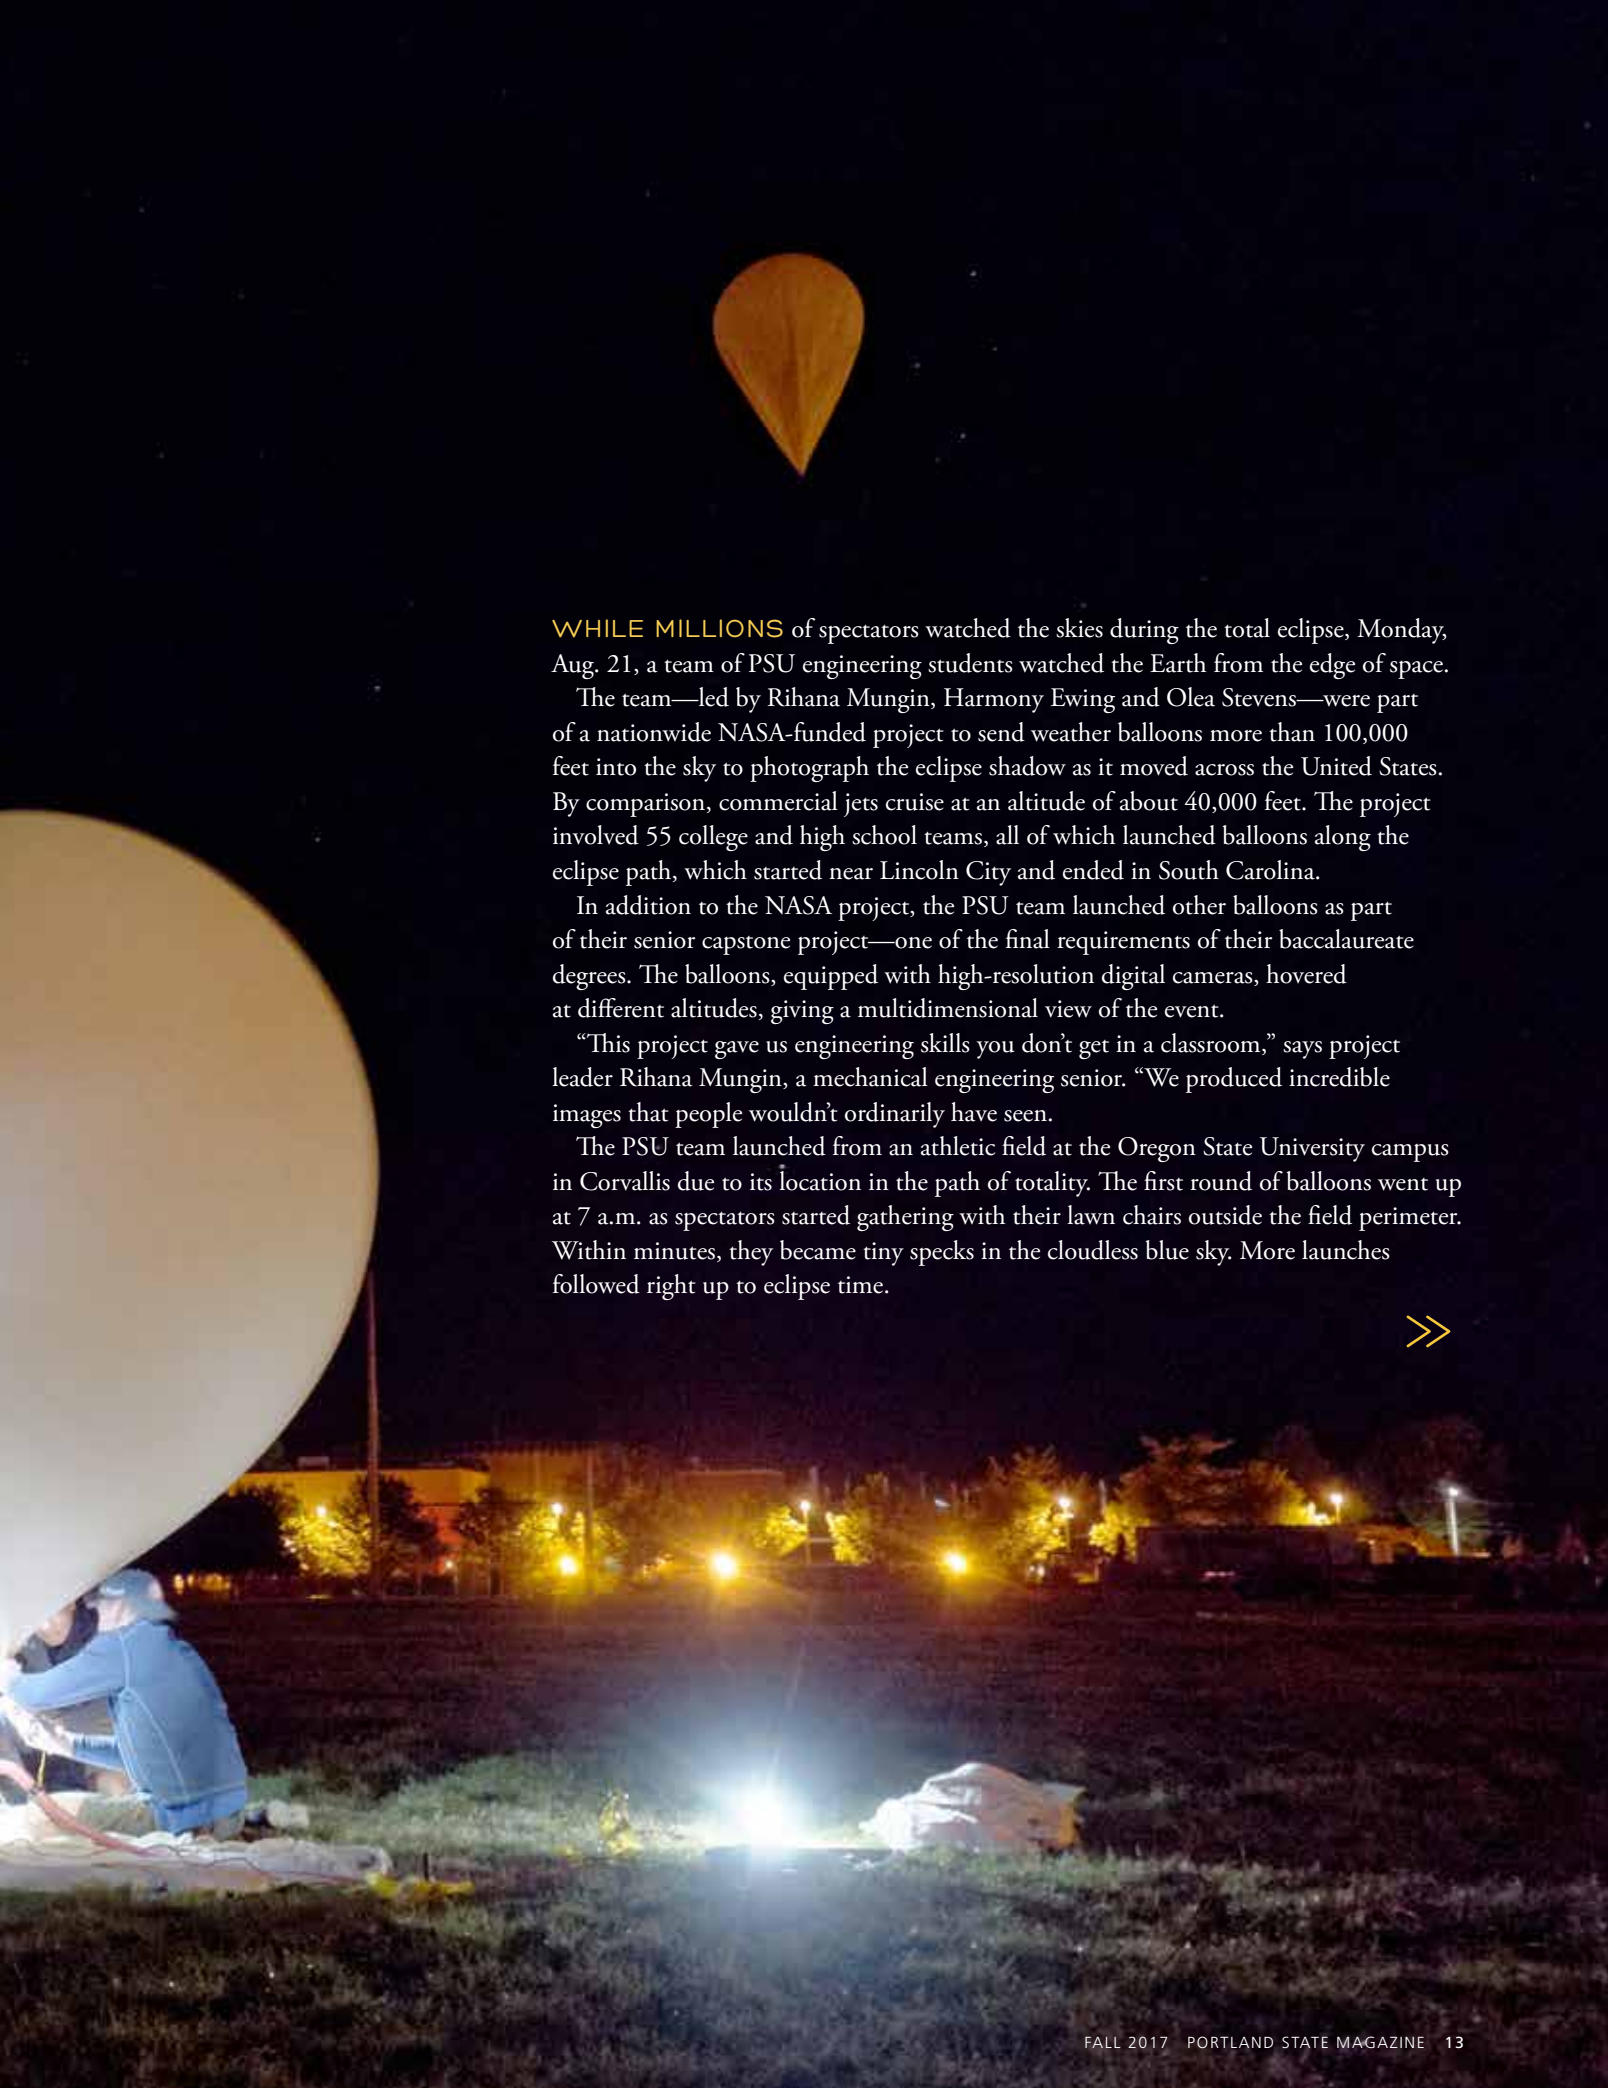 WHILE MILLIONS of spectators watched the skies during the total eclipse, Monday,
Aug. 21, a team of PSU engineering students watched the Earth from the edge of space.
The team—led by Rihana Mungin, Harmony Ewing and Olea Stevens—were part
of a nationwide NASA-funded project to send weather balloons more than 100,000
feet into the sky to photograph the eclipse shadow as it moved across the United States.
By comparison, commercial jets cruise at an altitude of about 40,000 feet. The project
involved 55 college and high school teams, all of which launched balloons along the
eclipse path, which started near Lincoln City and ended in South Carolina.
In addition to the NASA project, the PSU team launched other balloons as part
of their senior capstone project—one of the final requirements of their baccalaureate
degrees. The balloons, equipped with high-resolution digital cameras, hovered
at different altitudes, giving a multidimensional view of the event.
“This project gave us engineering skills you don’t get in a classroom,” says project
leader Rihana Mungin, a mechanical engineering senior. “We produced incredible
images that people wouldn’t ordinarily have seen.
The PSU team launched from an athletic field at the Oregon State University campus
in Corvallis due to its location in the path of totality. The first round of balloons went up
at 7 a.m. as spectators started gathering with their lawn chairs outside the field perimeter.
Within minutes, they became tiny specks in the cloudless blue sky. More launches
followed right up to eclipse time.
FALL 2017 PORTLAND STATE MAGAZINE 13